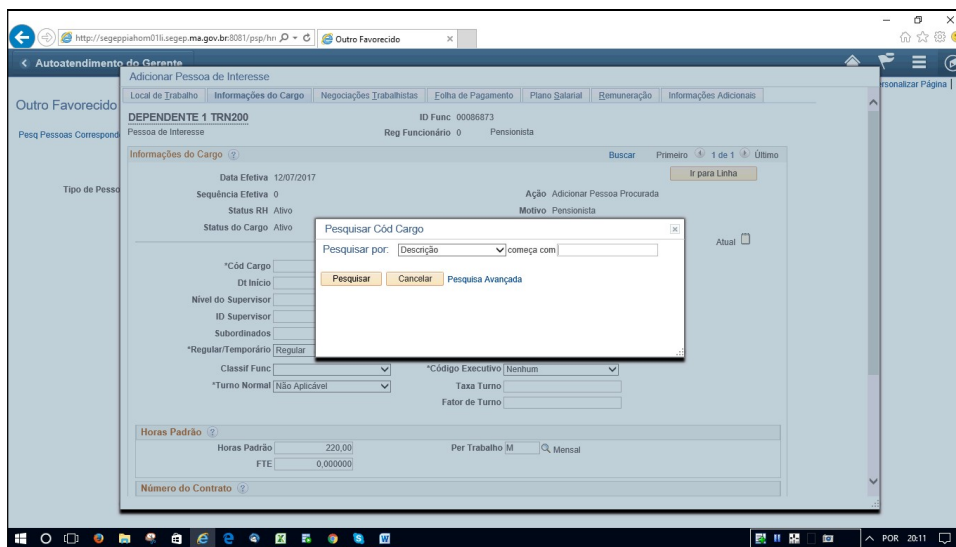 http://segeppiahom01li.segep.ma.gov.br:8081/psp/hn
Outro Favorecido
Autoatendimento do Gerente
Adicionar Pessoa de Interesse
ersonalizar Página |
Outro Favorecido
Pesq Pessoas Correspond
Tipo de Pesso
Local de Trabalho
Informações do Cargo
Negociações Trabalhistas
Folha de Pagamento
Plano Salarial
Remuneração
Informações Adicionais
DEPENDENTE 1 TRN200
ID Func 00086873
Pessoa de Interesse
Reg Funcionário 0
Pensionista
Informações do Cargo
Buscar
Primeiro 1 de 1 Último
Data Efetiva 12/07/2017
Ir para Linha
Sequência Efetiva 0
Ação Adicionar Pessoa Procurada
Status RH Ativo
Motivo Pensionista
Status do Cargo Ativo
Atual
Pesquisar Cód Cargo
Pesquisar por: Descrição começa com
Pesquisar
Cancelar
Pesquisa Avançada
*Cód Cargo
Dt Início
Nível do Supervisor
ID Supervisor
Subordinados
*Regular/Temporário Regular
Classif Func
*Código Executivo Nenhum
*Turno Normal Não Aplicável
Taxa Turno
Fator de Turno
Horas Padrão
Horas Padrão 220,00
Per Trabalho M Mensal
FTE 0,000000
Número do Contrato
POR 20:11